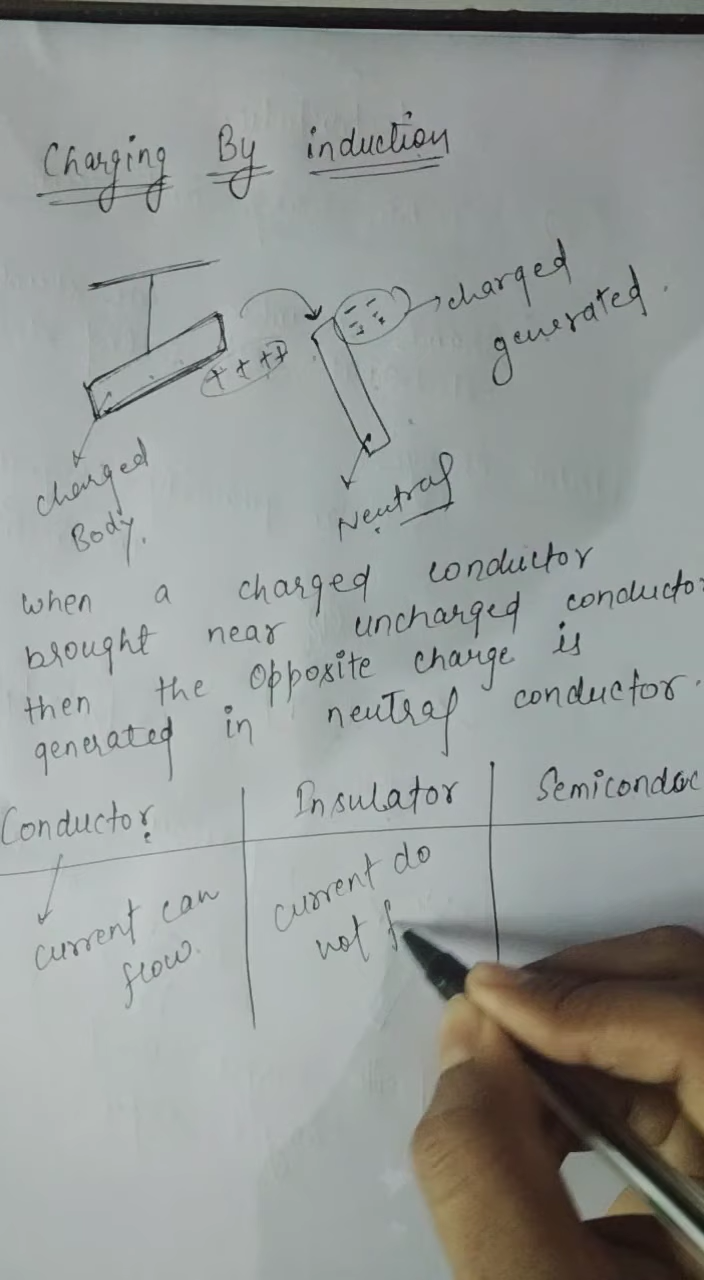 Charging By induction
+ + + +
charged
generated.
charged
Body.
Neutral
when a charged conductor
brought near uncharged conductor
then the opposite charge is
generated in neutral conductor.
Conductor. Insulator Semiconduc
current can current do
flow. not f